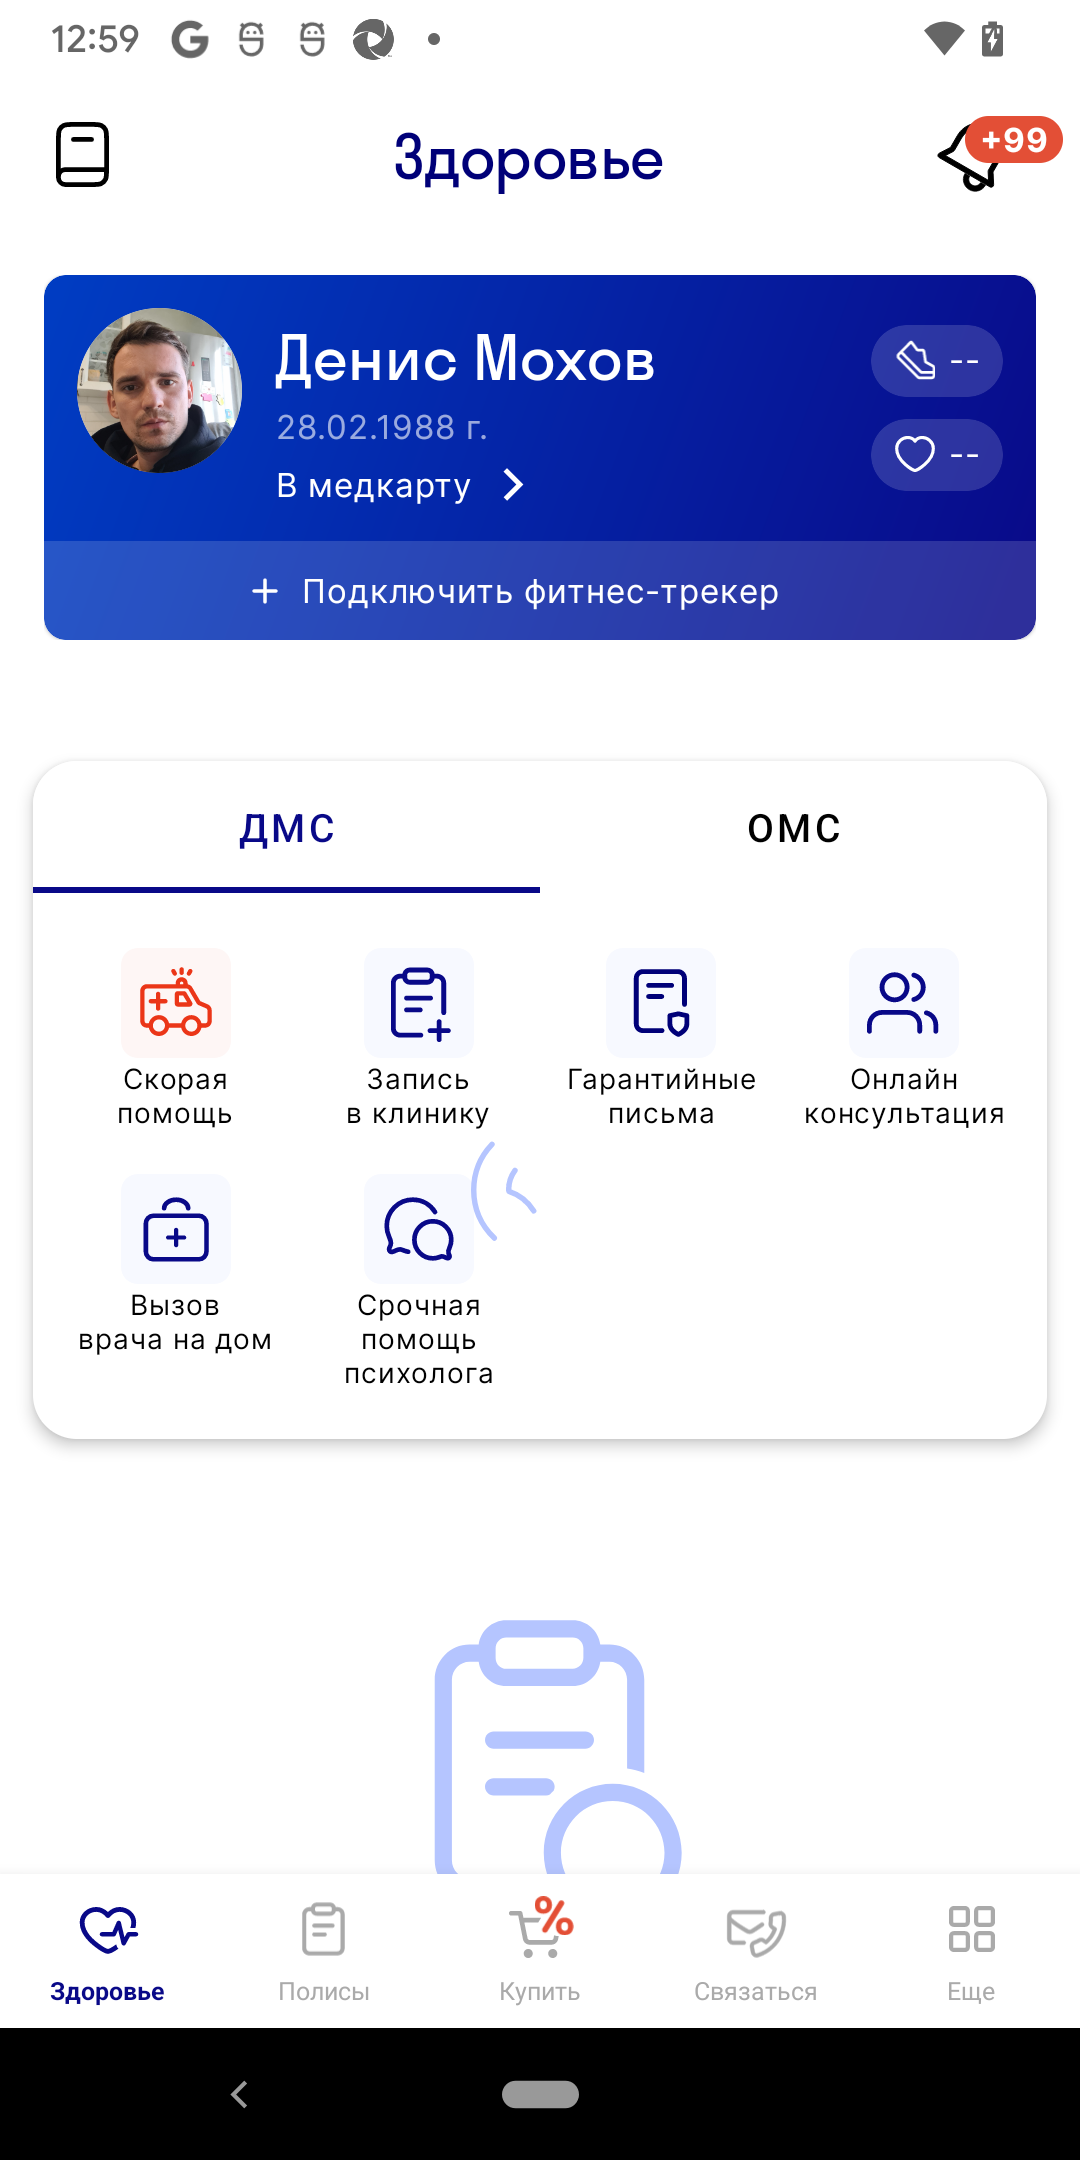 12:59
Здоровье
+99
Денис Мохов
28.02.1988 г.
В медкарту
--
--
+ Подключить фитнес-трекер
ДМС
ОМС
Скорая
помощь
Запись
в клинику
Гарантийные
письма
Онлайн
консультация
Вызов
врача на дом
Срочная
помощь
психолога
Здоровье
Полисы
%
Купить
Связаться
Еще